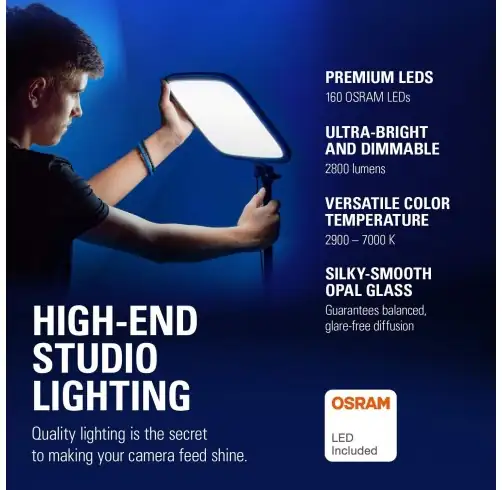 PREMIUM LEDS
160 OSRAM LEDs
ULTRA-BRIGHT
AND DIMMABLE
2800 lumens
VERSATILE COLOR
TEMPERATURE
2900 – 7000 K
SILKY-SMOOTH
OPAL GLASS
Guarantees balanced,
glare-free diffusion
HIGH-END
STUDIO
LIGHTING
Quality lighting is the secret
to making your camera feed shine.
OSRAM
LED
Included